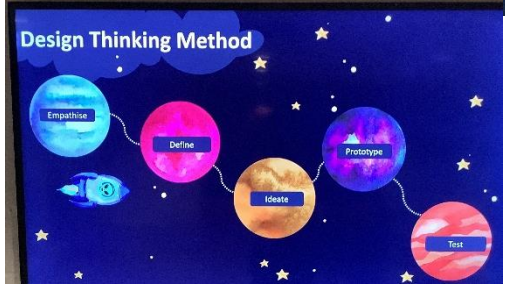 Design Thinking Method
Empathise
Define
Ideate
Prototype
Test